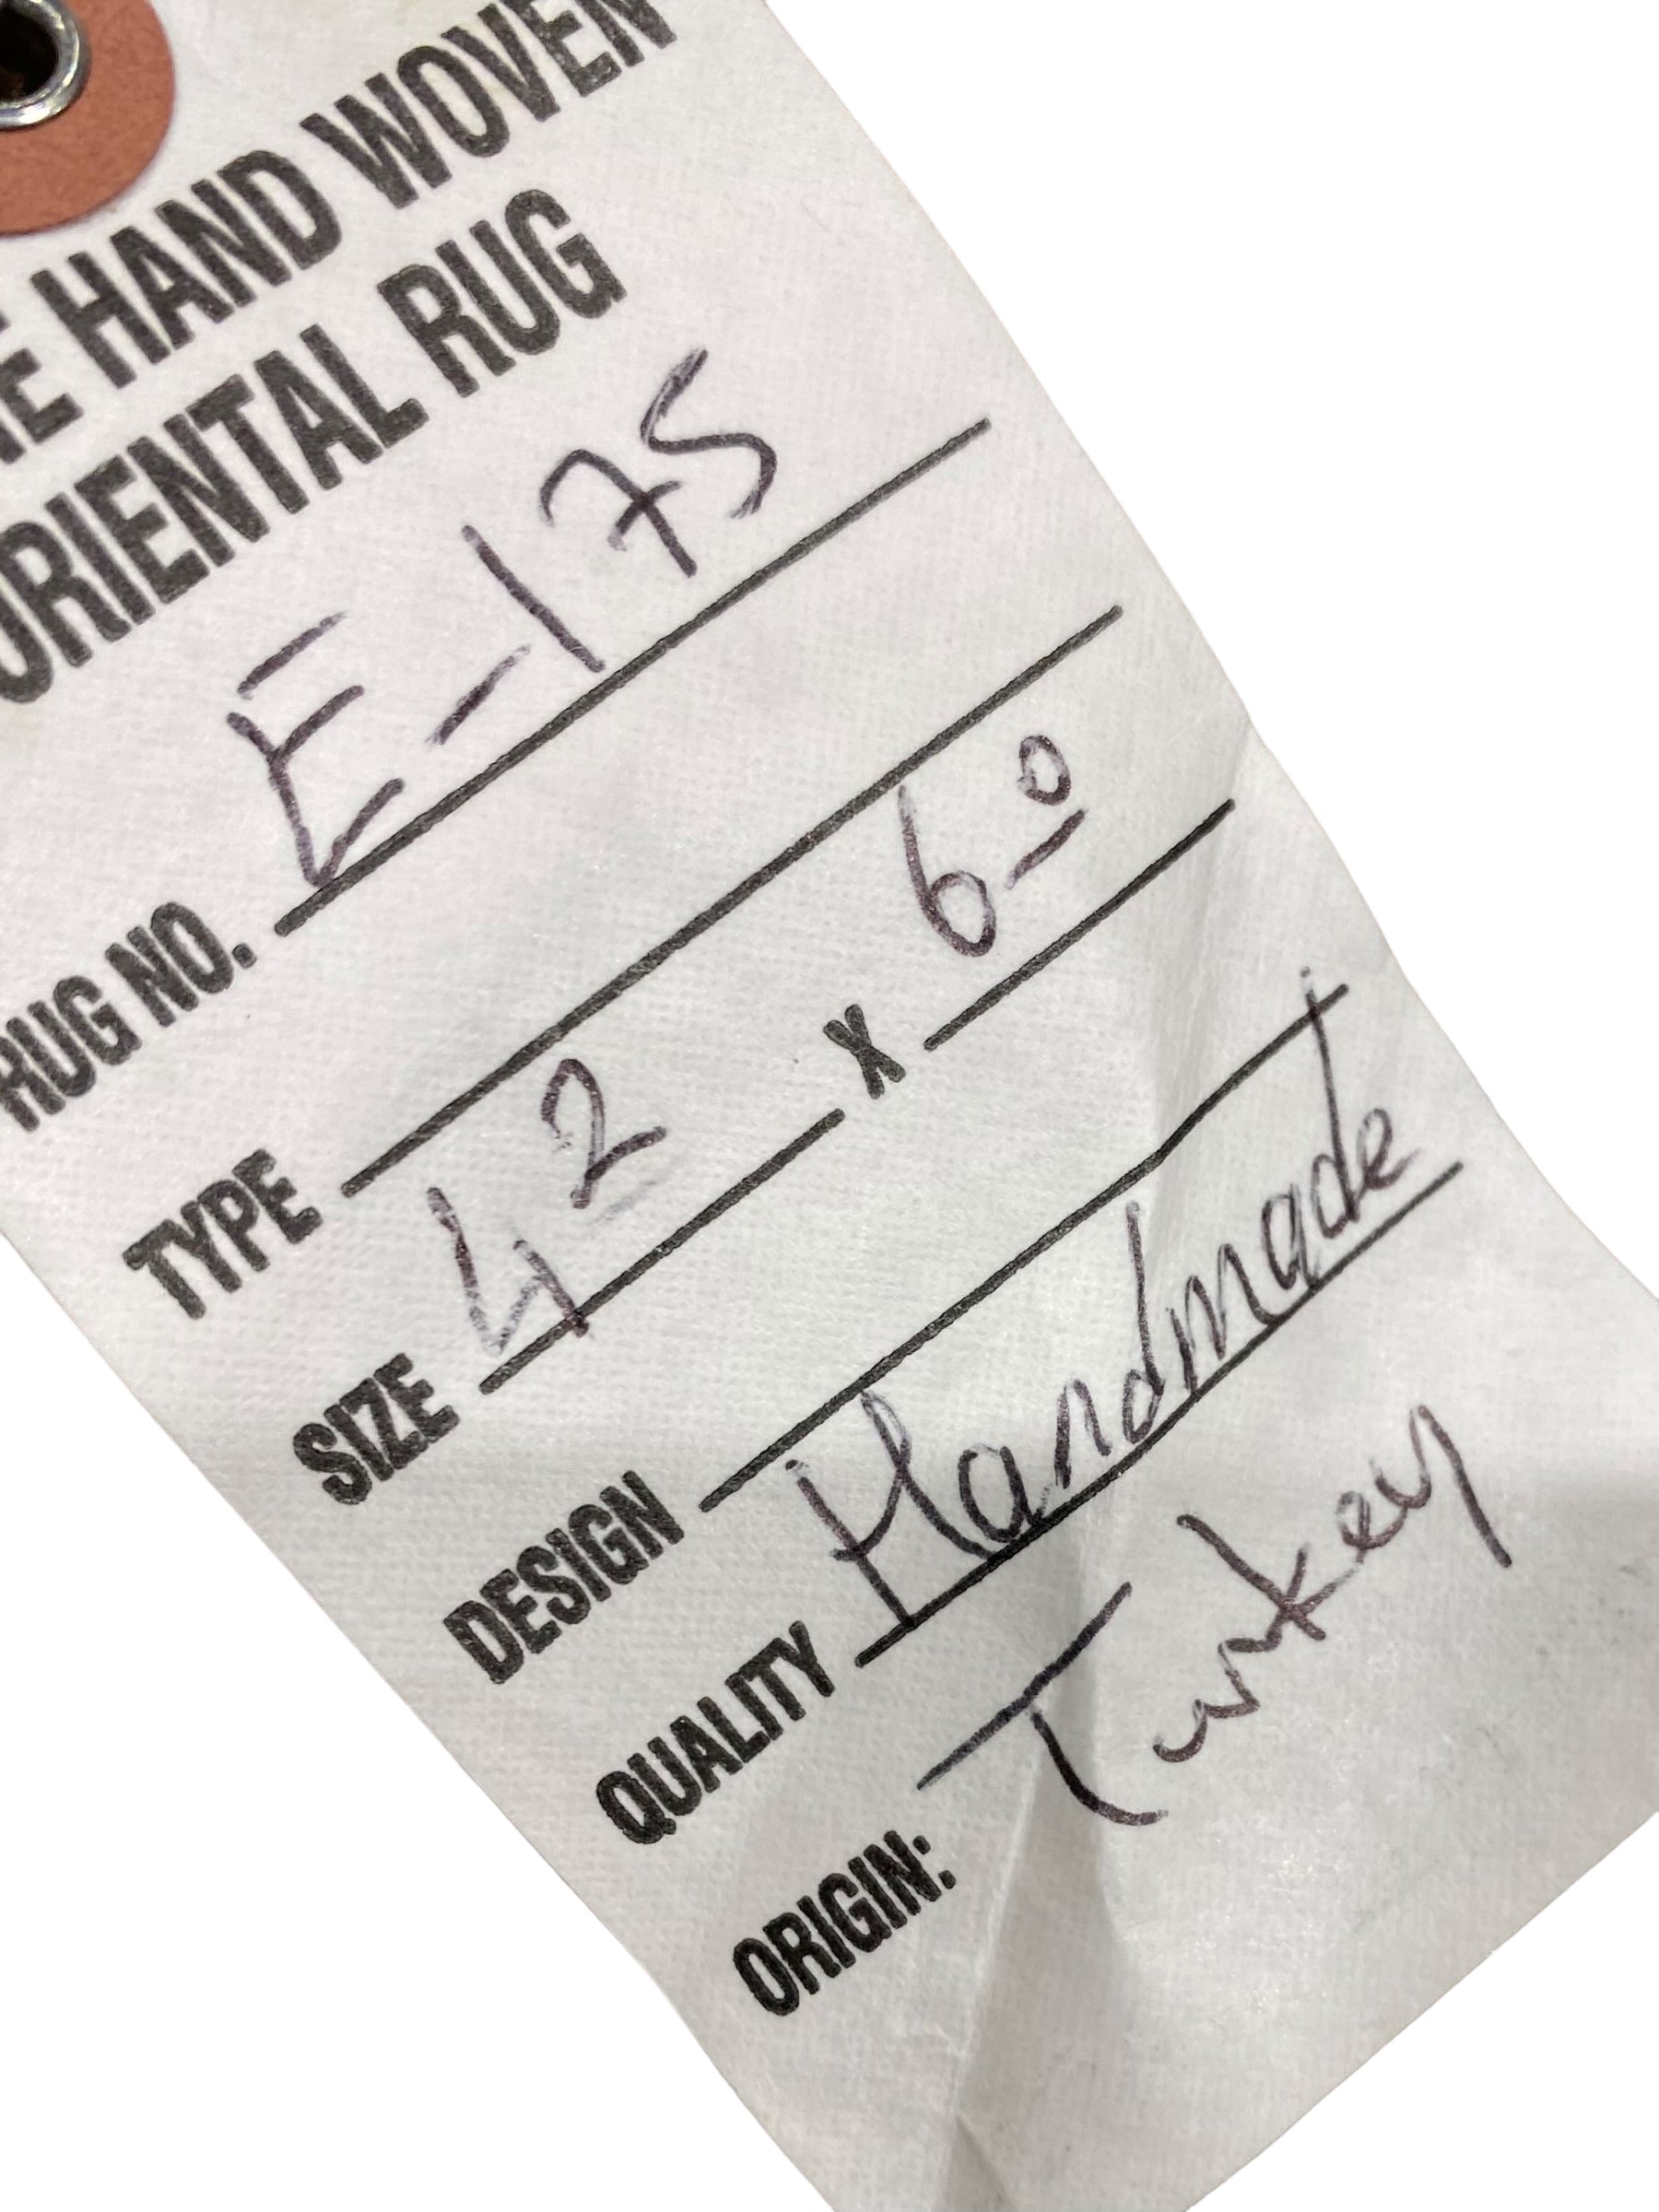 HAND WOVEN
ORIENTAL RUG
RUG NO. E-175
TYPE
SIZE 4 2 X 6-0
DESIGN
QUALITY Handmade
ORIGIN: Turkey